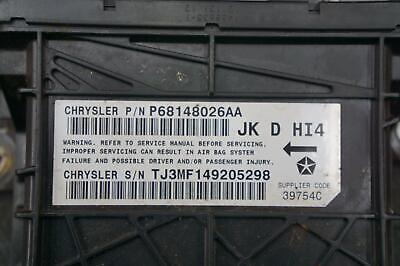 CHRYSLER P/N P68148026AA
JK D HI4
WARNING. REFER TO SERVICE MANUAL BEFORE SERVICING.
IMPROPER SERVICING CAN RESULT IN AIR BAG SYSTEM
FAILURE AND POSSIBLE DRIVER AND/OR PASSENGER INJURY.
CHRYSLER S/N TJ3MF149205298
SUPPLIER CODE
39754C